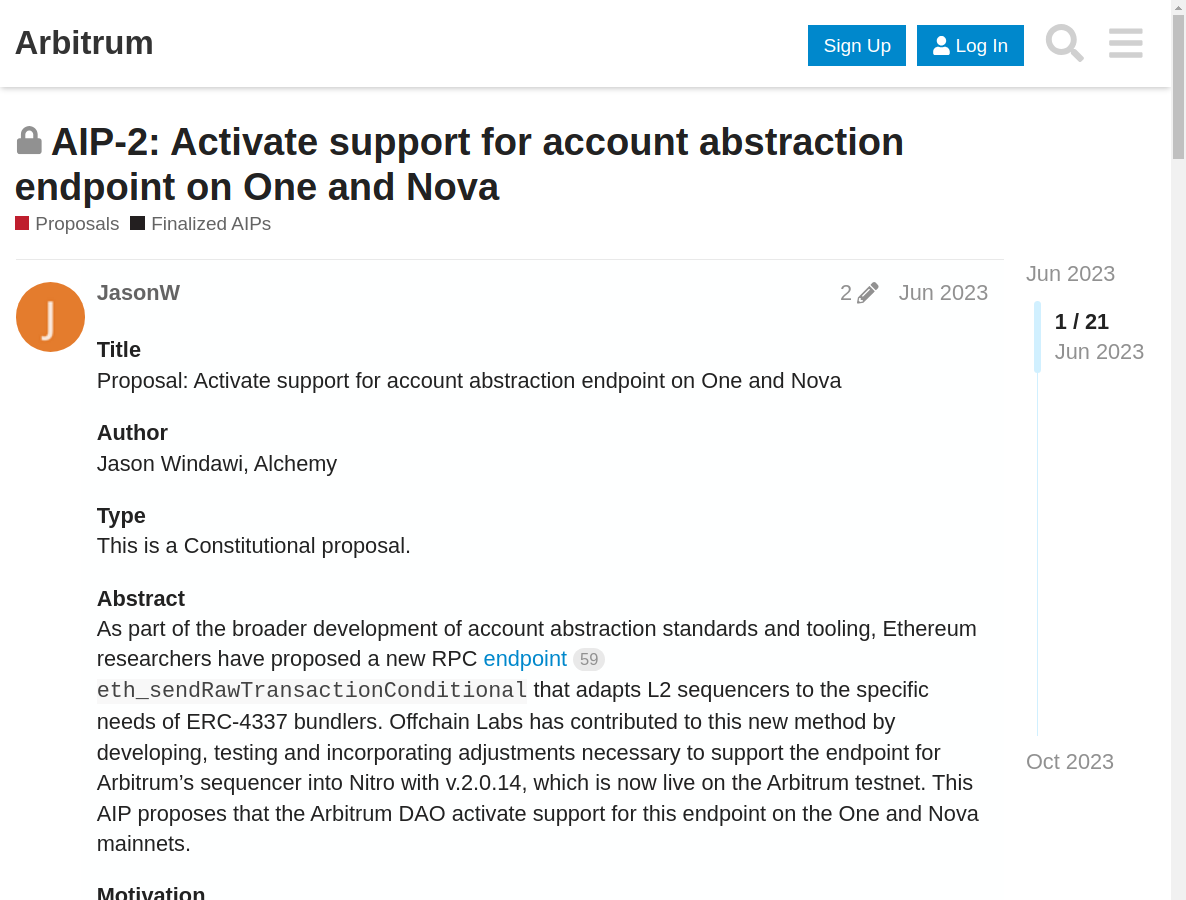 Arbitrum
Sign Up
Log In
AIP-2: Activate support for account abstraction
endpoint on One and Nova
Proposals Finalized AIPs
JasonW
2
Jun 2023
Title
Proposal: Activate support for account abstraction endpoint on One and Nova
Author
Jason Windawi, Alchemy
Type
This is a Constitutional proposal.
Abstract
As part of the broader development of account abstraction standards and tooling, Ethereum
researchers have proposed a new RPC endpoint 59
eth_sendRawTransactionConditional that adapts L2 sequencers to the specific
needs of ERC-4337 bundlers. Offchain Labs has contributed to this new method by
developing, testing and incorporating adjustments necessary to support the endpoint for
Arbitrum’s sequencer into Nitro with v.2.0.14, which is now live on the Arbitrum testnet. This
AIP proposes that the Arbitrum DAO activate support for this endpoint on the One and Nova
mainnets.
Motivation
Jun 2023
1 / 21
Jun 2023
Oct 2023
J